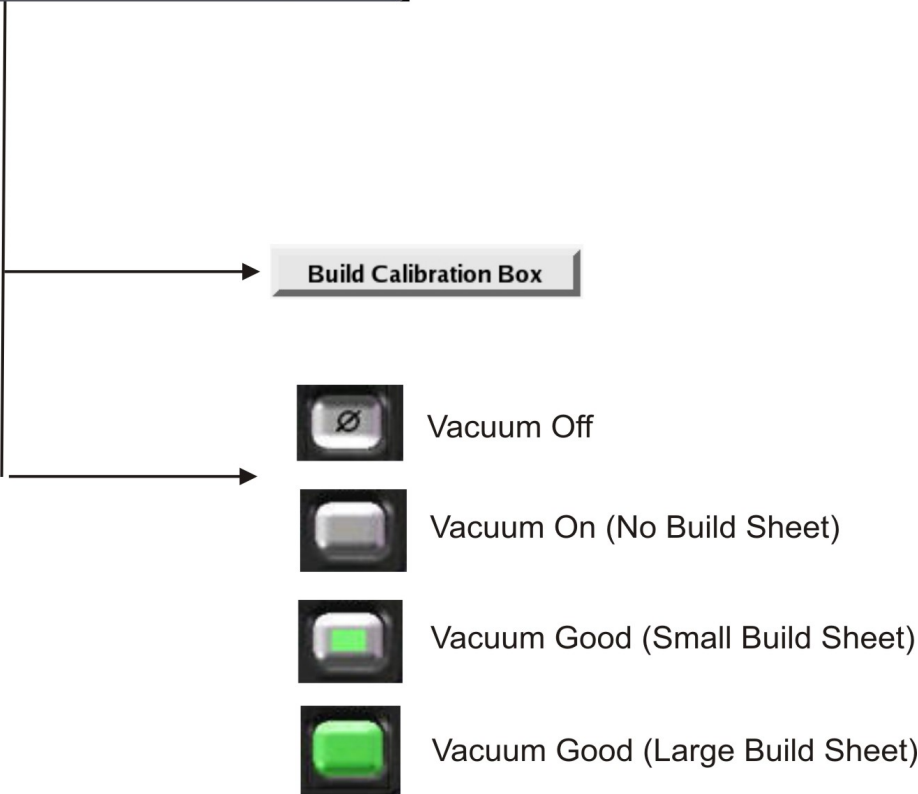 Build Calibration Box
Vacuum Off
Vacuum On (No Build Sheet)
Vacuum Good (Small Build Sheet)
Vacuum Good (Large Build Sheet)